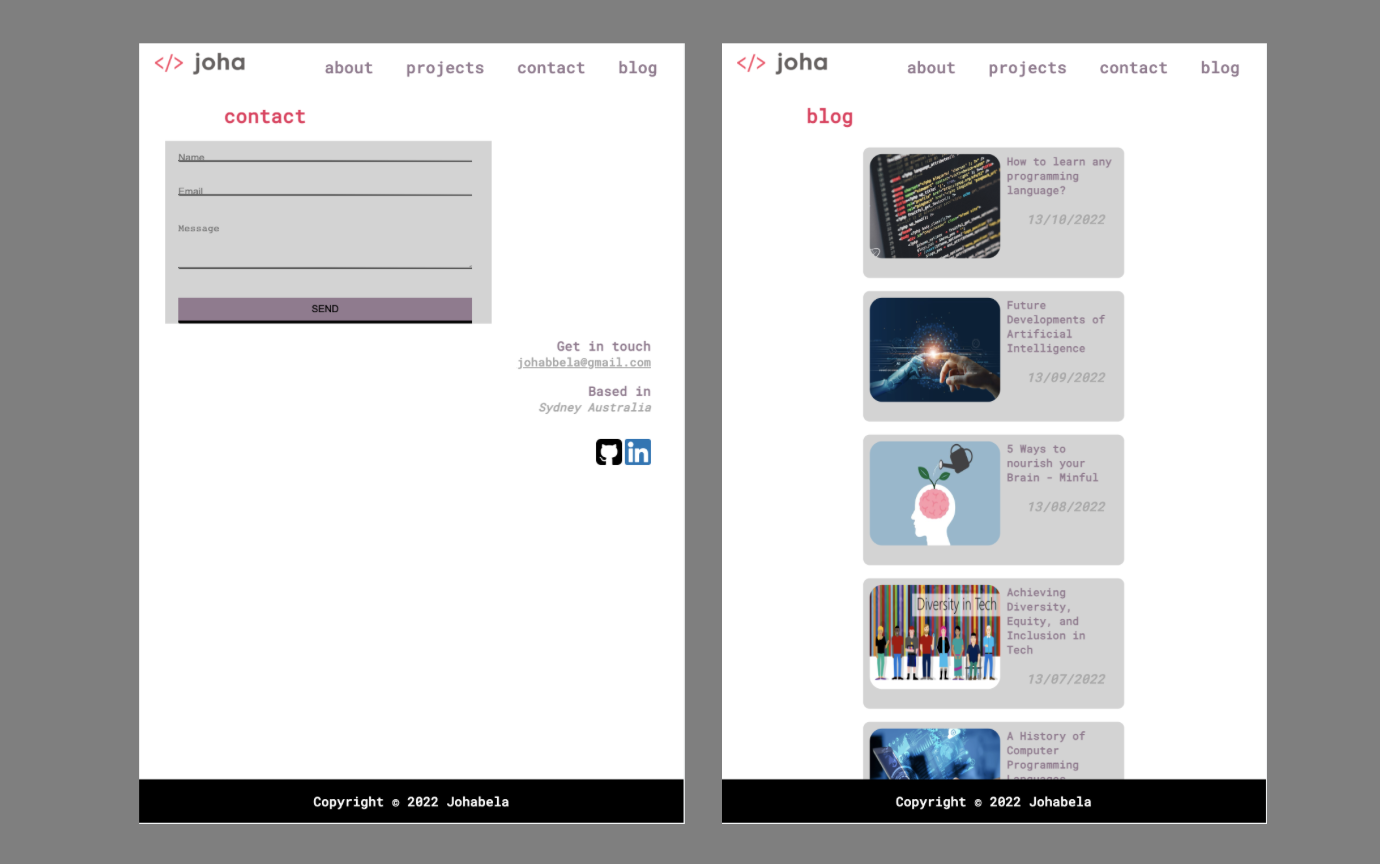 </> joha
about projects contact blog
contact
Name
Email
Message
SEND
Get in touch
johabbela@gmail.com
Based in
Sydney Australia
in
Copyright © 2022 Johabela
</> joha
about projects contact blog
blog
How to learn any
programming
language?
13/10/2022
Future
Developments of
Artificial
Intelligence
13/09/2022
5 Ways to
nourish your
Brain - Minful
13/08/2022
Diversity in Tech
Achieving
Diversity,
Equity, and
Inclusion in
Tech
13/07/2022
A History of
Computer
Programming
Languages
Copyright © 2022 Johabela